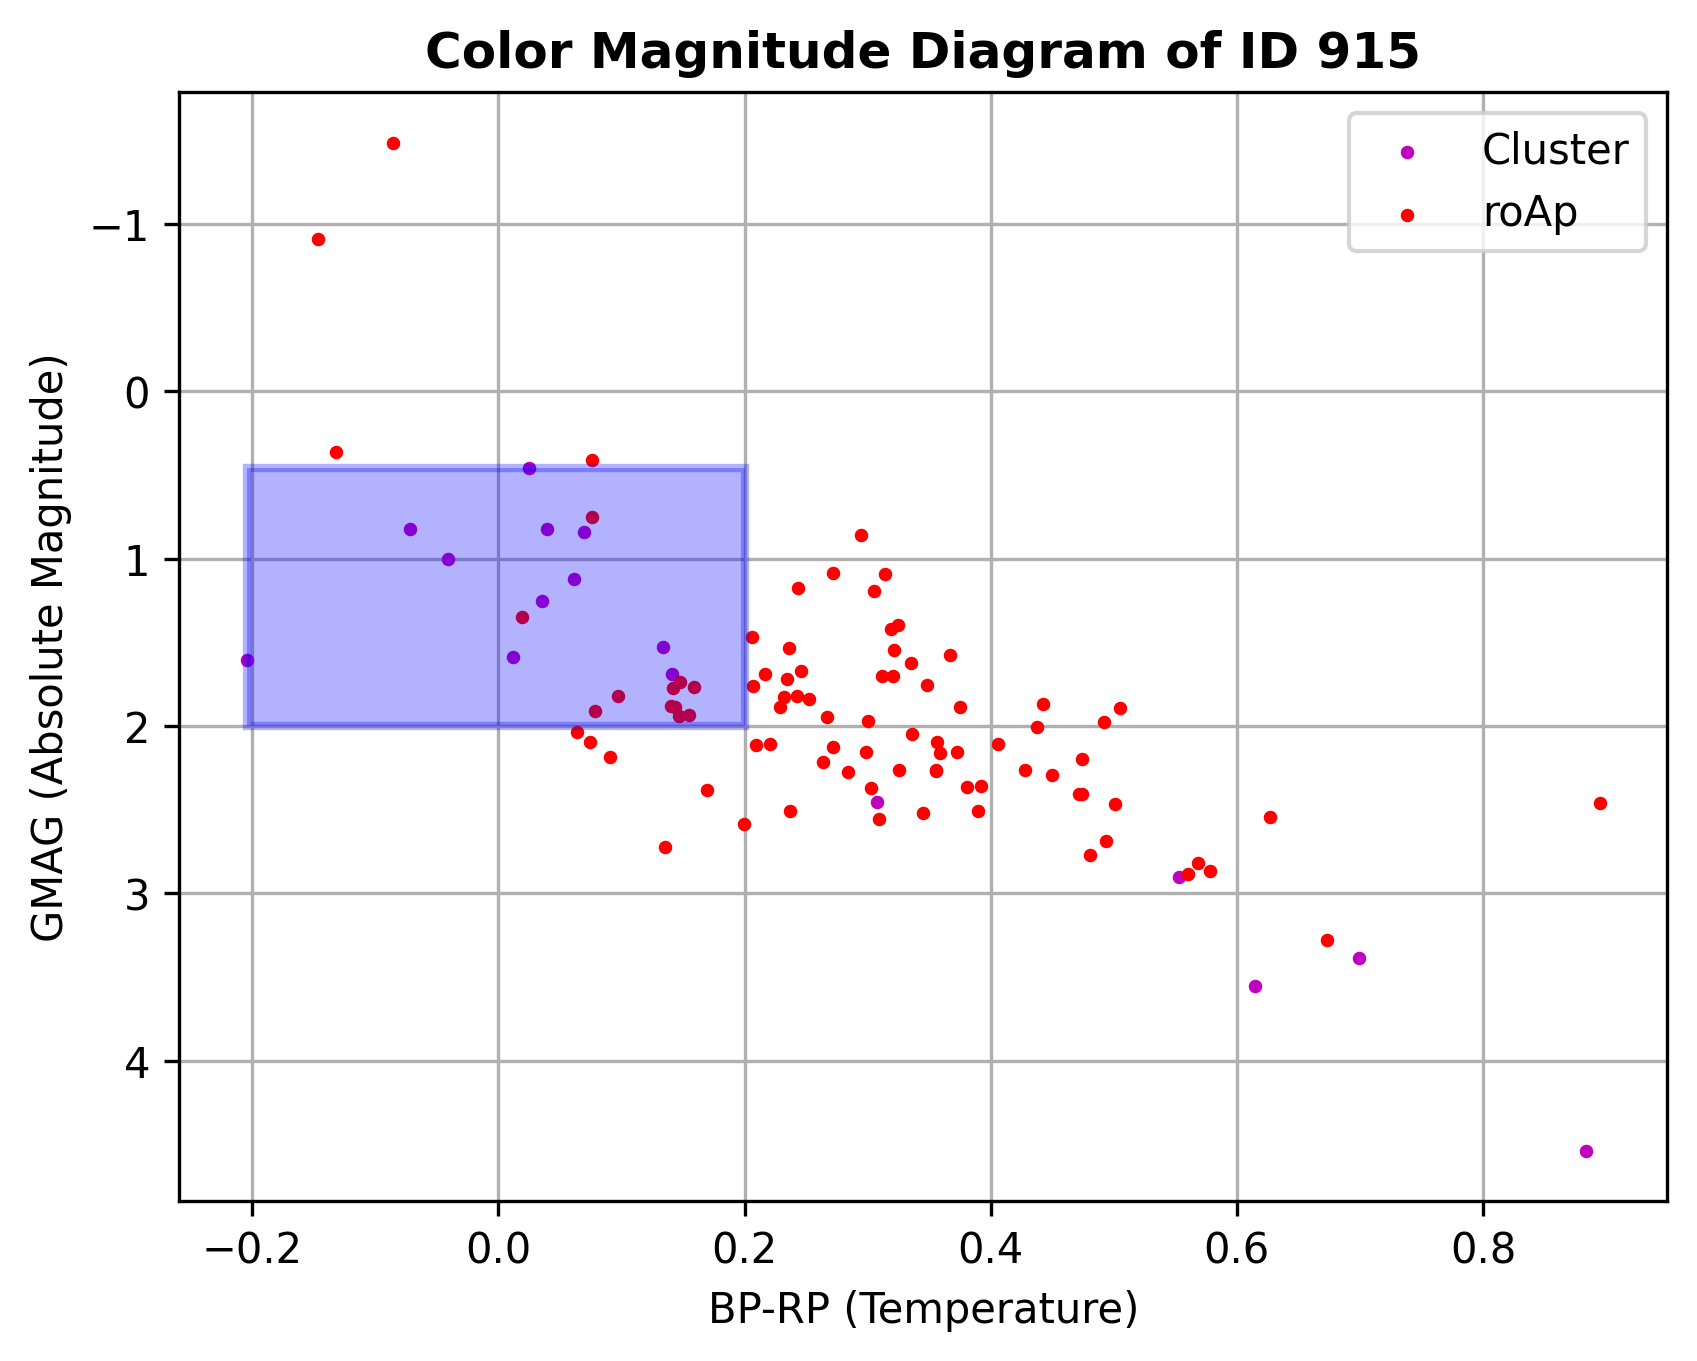 Color Magnitude Diagram of ID 915
Cluster
roAp
GMAG (Absolute Magnitude)
−1
0
1
2
3
4
−0.2
0.0
0.2
0.4
0.6
0.8
BP-RP (Temperature)